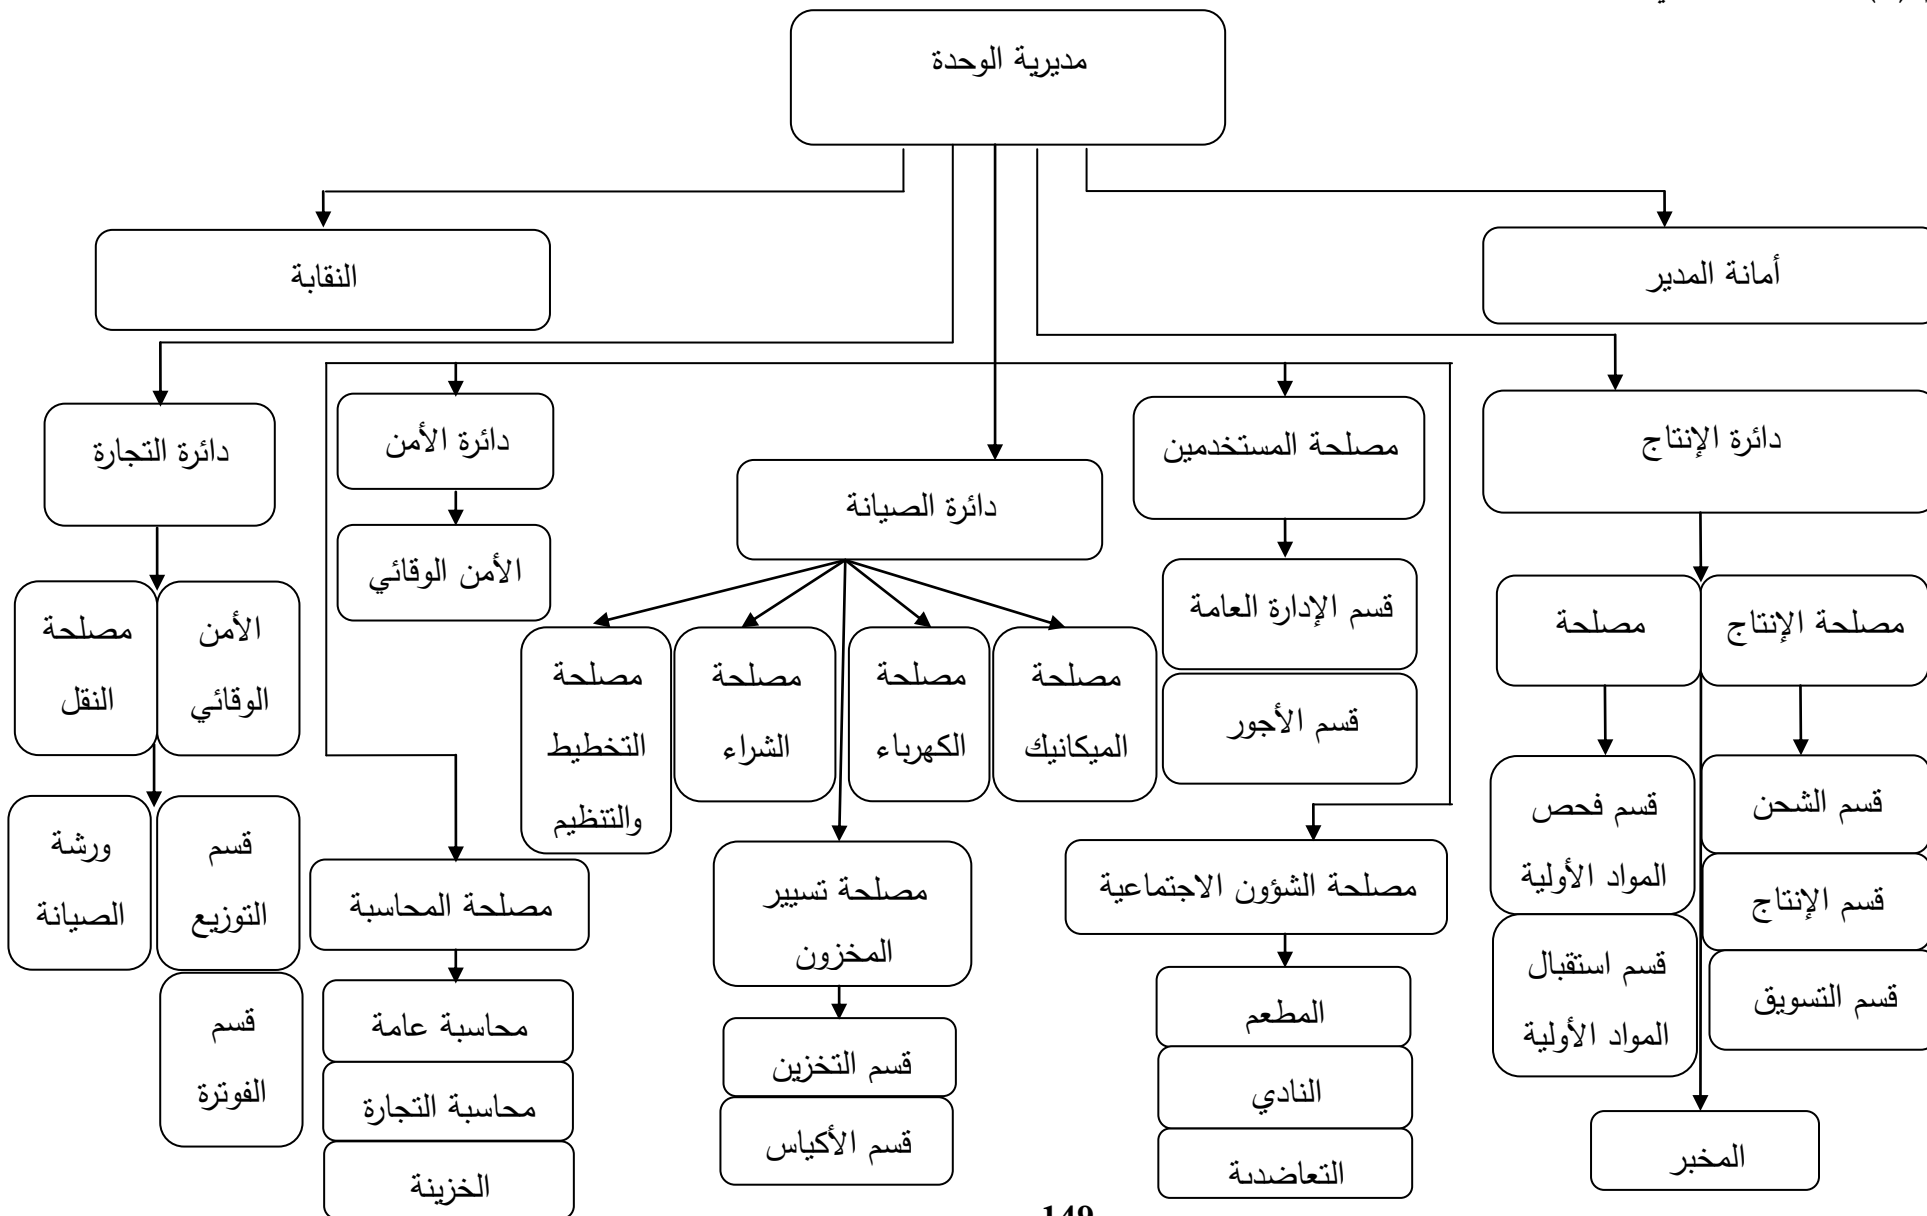 مديرية الوحدة
أمانة المدير
النقابة
دائرة الإنتاج
مصلحة المستخدمين
دائرة الصيانة
دائرة الأمن
دائرة التجارة
مصلحة الإنتاج
مصلحة
قسم الإدارة العامة
قسم الأجور
الأمن الوقائي
الأمن
الوقائي
مصلحة
النقل
مصلحة
الميكانيك
مصلحة
الكهرباء
مصلحة
الشراء
مصلحة
التخطيط
والتنظيم
قسم الشحن
قسم الإنتاج
قسم التسويق
قسم فحص
المواد الأولية
قسم استقبال
المواد الأولية
المخبر
مصلحة الشؤون الاجتماعية
المطعم
النادي
التعاضدية
مصلحة تسيير
المخزون
قسم التخزين
قسم الأكياس
مصلحة المحاسبة
محاسبة عامة
محاسبة التجارة
الخزينة
قسم
التوزيع
ورشة
الصيانة
قسم
الفوترة
149